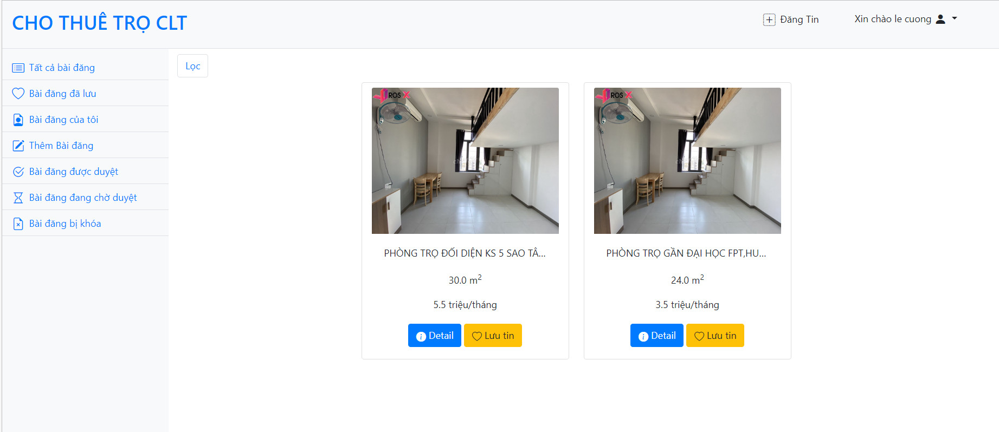 CHO THUÊ TRỌ CLT
Đăng Tin
Xin chào le cuong
Tất cả bài đăng
Bài đăng đã lưu
Bài đăng của tôi
Thêm Bài đăng
Bài đăng được duyệt
Bài đăng đang chờ duyệt
Bài đăng bị khóa
Lọc
ROS X
PHÒNG TRỌ ĐỐI DIỆN KS 5 SAO TÂ...
30.0 m²
5.5 triệu/tháng
Detail
Lưu tin
ROS X
PHÒNG TRỌ GẦN ĐẠI HỌC FPT,HU...
24.0 m²
3.5 triệu/tháng
Detail
Lưu tin